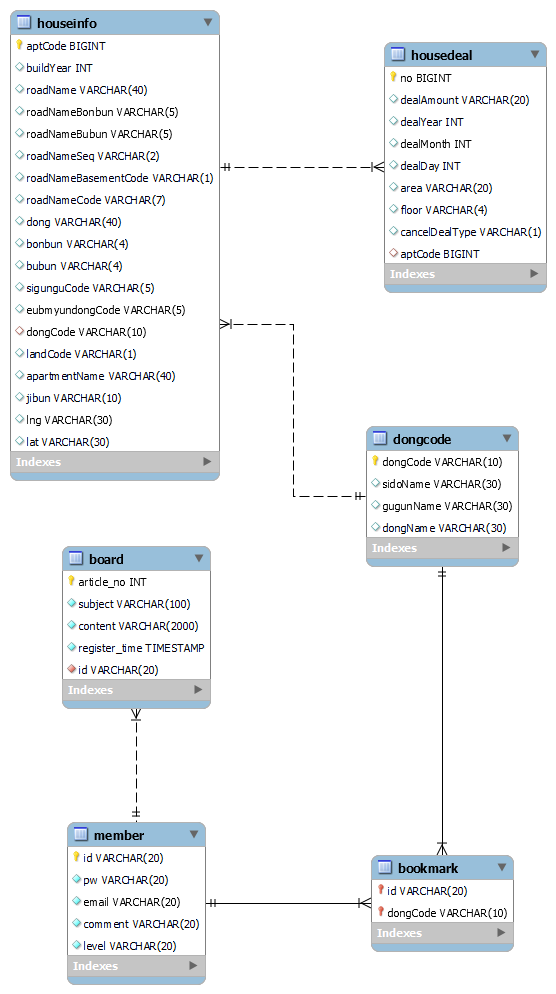 houseinfo
aptCode BIGINT
buildYear INT
roadName VARCHAR(40)
roadNameBonbun VARCHAR(5)
roadNameBubun VARCHAR(5)
roadNameSeq VARCHAR(2)
roadNameBasementCode VARCHAR(1)
roadNameCode VARCHAR(7)
dong VARCHAR(40)
bonbun VARCHAR(4)
bubun VARCHAR(4)
sigunguCode VARCHAR(5)
eubmyundongCode VARCHAR(5)
dongCode VARCHAR(10)
landCode VARCHAR(1)
apartmentName VARCHAR(40)
jibun VARCHAR(10)
lng VARCHAR(30)
lat VARCHAR(30)
Indexes
housedeal
no BIGINT
dealAmount VARCHAR(20)
dealYear INT
dealMonth INT
dealDay INT
area VARCHAR(20)
floor VARCHAR(4)
cancelDealType VARCHAR(1)
aptCode BIGINT
Indexes
dongcode
dongCode VARCHAR(10)
sidoName VARCHAR(30)
gugunName VARCHAR(30)
dongName VARCHAR(30)
Indexes
board
article_no INT
subject VARCHAR(100)
content VARCHAR(2000)
register_time TIMESTAMP
id VARCHAR(20)
Indexes
member
id VARCHAR(20)
pw VARCHAR(20)
email VARCHAR(20)
comment VARCHAR(20)
level VARCHAR(20)
Indexes
bookmark
id VARCHAR(20)
dongCode VARCHAR(10)
Indexes